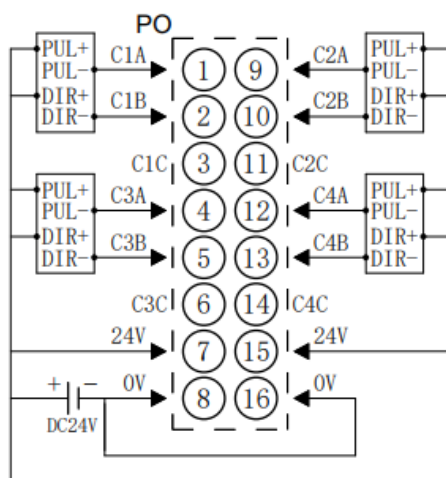 PO
PUL+ C1A 1 9 C2A PUL+
PUL- PUL-
DIR+ C1B 2 10 C2B DIR+
DIR- DIR-
C1C 3 11 C2C
PUL+ C3A 4 12 C4A PUL+
PUL- PUL-
DIR+ C3B 5 13 C4B DIR+
DIR- DIR-
C3C 6 14 C4C
24V 7 15 24V
+ - 0V 8 16 0V
DC24V